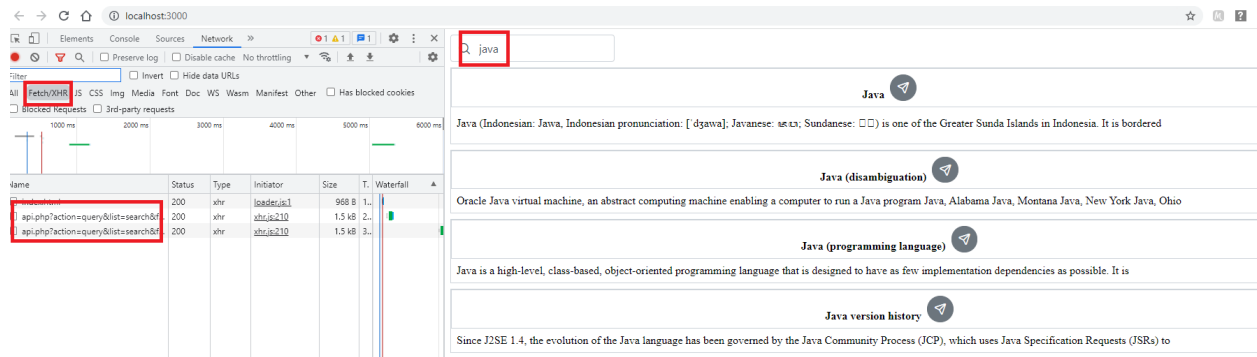 localhost:3000
Elements Console Sources Network » 1 1 1
Preserve log Disable cache No throttling
Filter Invert Hide data URLs
All Fetch/XHR JS CSS Img Media Font Doc WS Wasm Manifest Other Has blocked cookies
Blocked Requests 3rd-party requests
1000 ms 2000 ms 3000 ms 4000 ms 5000 ms 6000 ms
Name Status Type Initiator Size T.. Waterfall
index.html 200 xhr loader.js:1 968 B 1..
api.php?action=query&list=search&f... 200 xhr xhr.js:210 1.5 kB 2..
api.php?action=query&list=search&f... 200 xhr xhr.js:210 1.5 kB 3..
java
Java
Java (Indonesian: Jawa, Indonesian pronunciation: [ˈdʒawa]; Javanese: ; Sundanese: □□) is one of the Greater Sunda Islands in Indonesia. It is bordered
Java (disambiguation)
Oracle Java virtual machine, an abstract computing machine enabling a computer to run a Java program Java, Alabama Java, Montana Java, New York Java, Ohio
Java (programming language)
Java is a high-level, class-based, object-oriented programming language that is designed to have as few implementation dependencies as possible. It is
Java version history
Since J2SE 1.4, the evolution of the Java language has been governed by the Java Community Process (JCP), which uses Java Specification Requests (JSRs) to